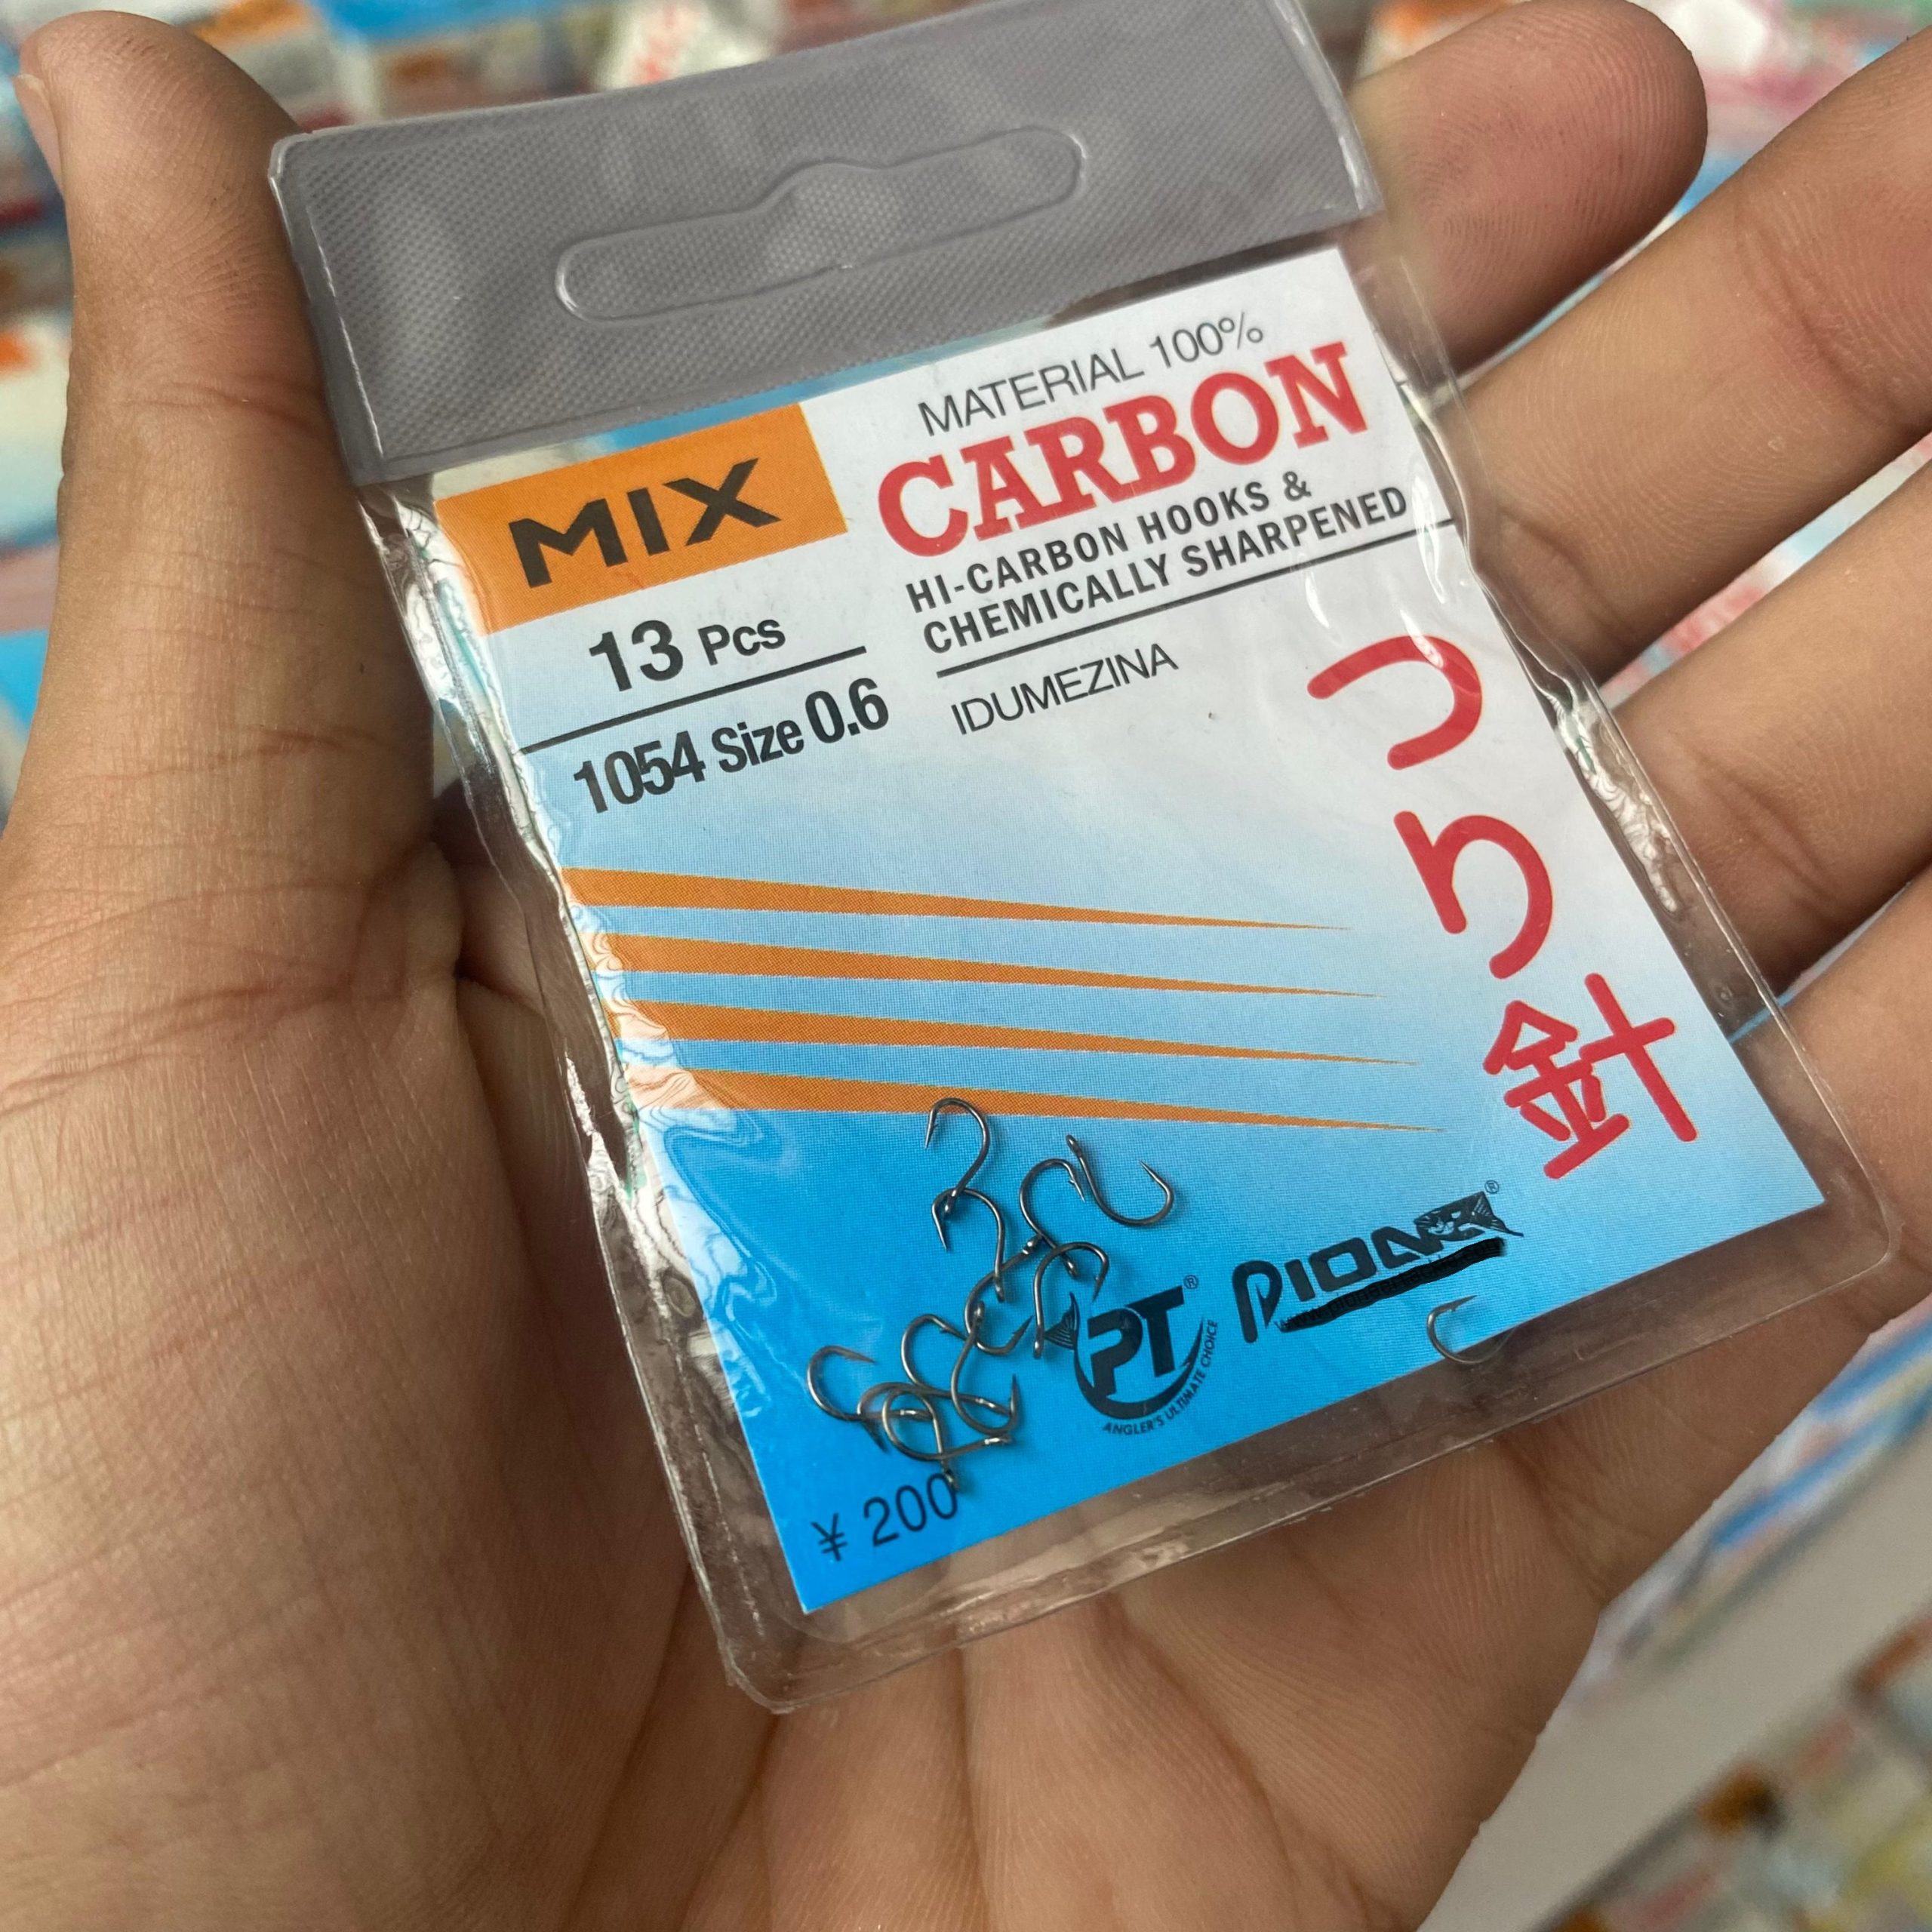 MIX
13 Pcs
1054 Size 0.6
MATERIAL 100%
CARBON
HI-CARBON HOOKS &
CHEMICALLY SHARPENED
IDUMEZINA
つり針
PT®
ANGLER'S ULTIMATE CHOICE
¥ 200